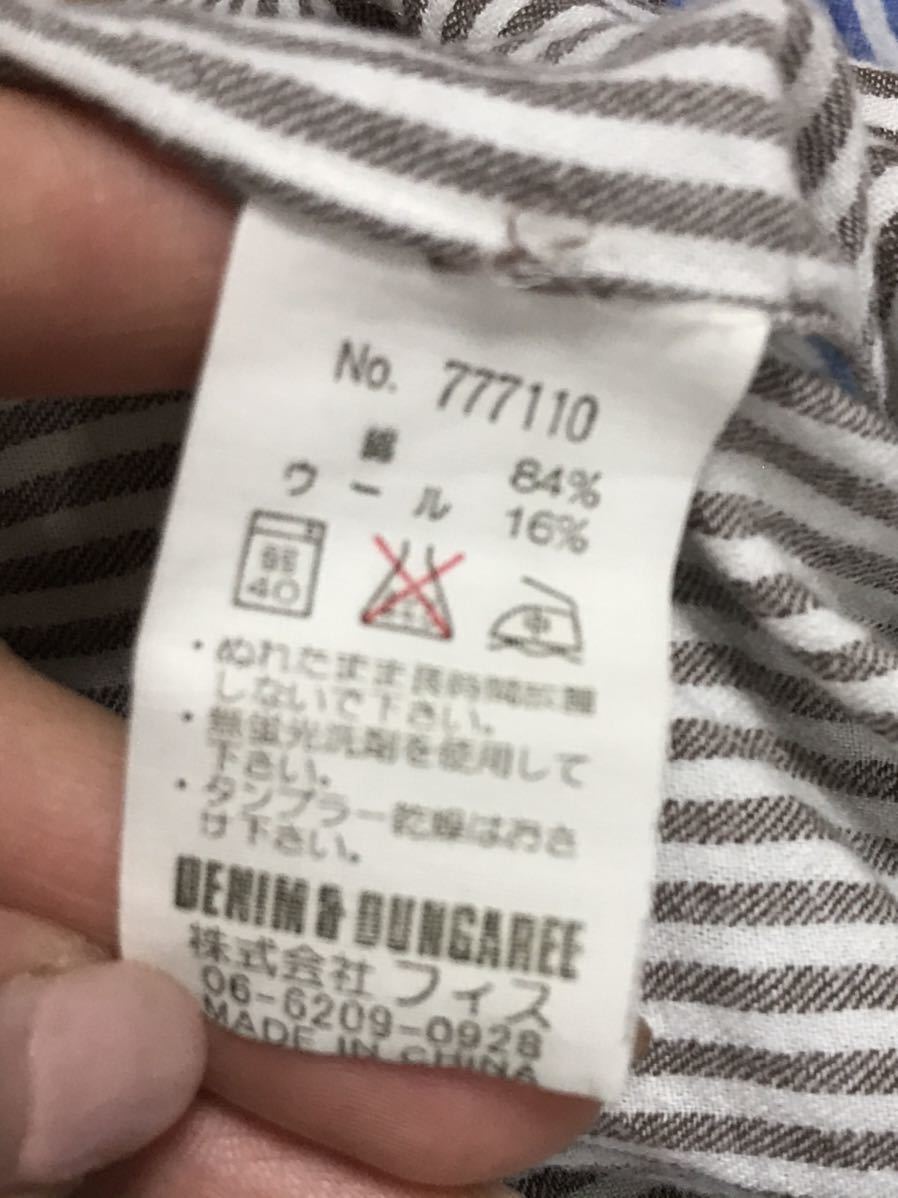 No. 777110
綿 84%
ウール 16%
弱
40
中
・ぬれたまま長時間放置
しないで下さい。
・無蛍光洗剤を使用して
下さい。
・タンブラー乾燥はおさ
け下さい。
DENIM & DUNGAREE
株式会社フィス
06-6209-0928
MADE IN CHINA